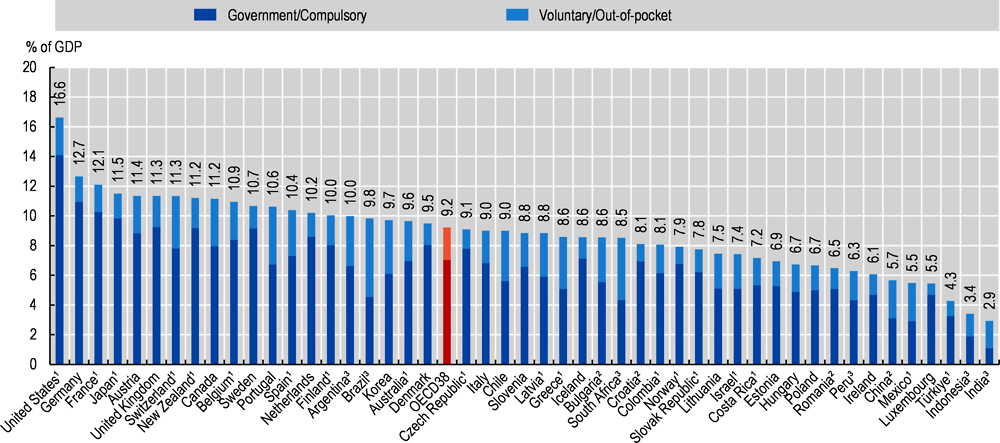 Government/Compulsory
Voluntary/Out-of-pocket
% of GDP
20
18
16
14
12
10
8
6
4
2
0
16.6
12.7
12.1
11.5
11.4
11.3
11.3
11.2
11.2
10.9
10.7
10.6
10.4
10.2
10.0
10.0
9.8
9.7
9.6
9.5
9.2
9.1
9.0
9.0
8.8
8.8
8.6
8.6
8.6
8.5
8.1
8.1
7.9
7.8
7.5
7.4
7.2
6.9
6.7
6.7
6.5
6.3
6.1
5.7
5.5
5.5
4.3
3.4
2.9
United States¹
Germany
France¹
Japan¹
Austria
United Kingdom
Switzerland¹
New Zealand¹
Canada
Belgium¹
Sweden
Portugal
Spain¹
Netherlands
Finland¹
Argentina³
Brazil³
Korea
Australia¹
Denmark
OECD38
Czech Republic
Italy
Chile
Slovenia
Latvia¹
Greece¹
Iceland
Bulgaria²
South Africa³
Croatia²
Colombia¹
Norway¹
Slovak Republic¹
Lithuania
Israel¹
Costa Rica¹
Estonia
Hungary
Poland
Romania²
Peru³
Ireland
China²
Mexico¹
Luxembourg
Türkiye¹
Indonesia³
India³